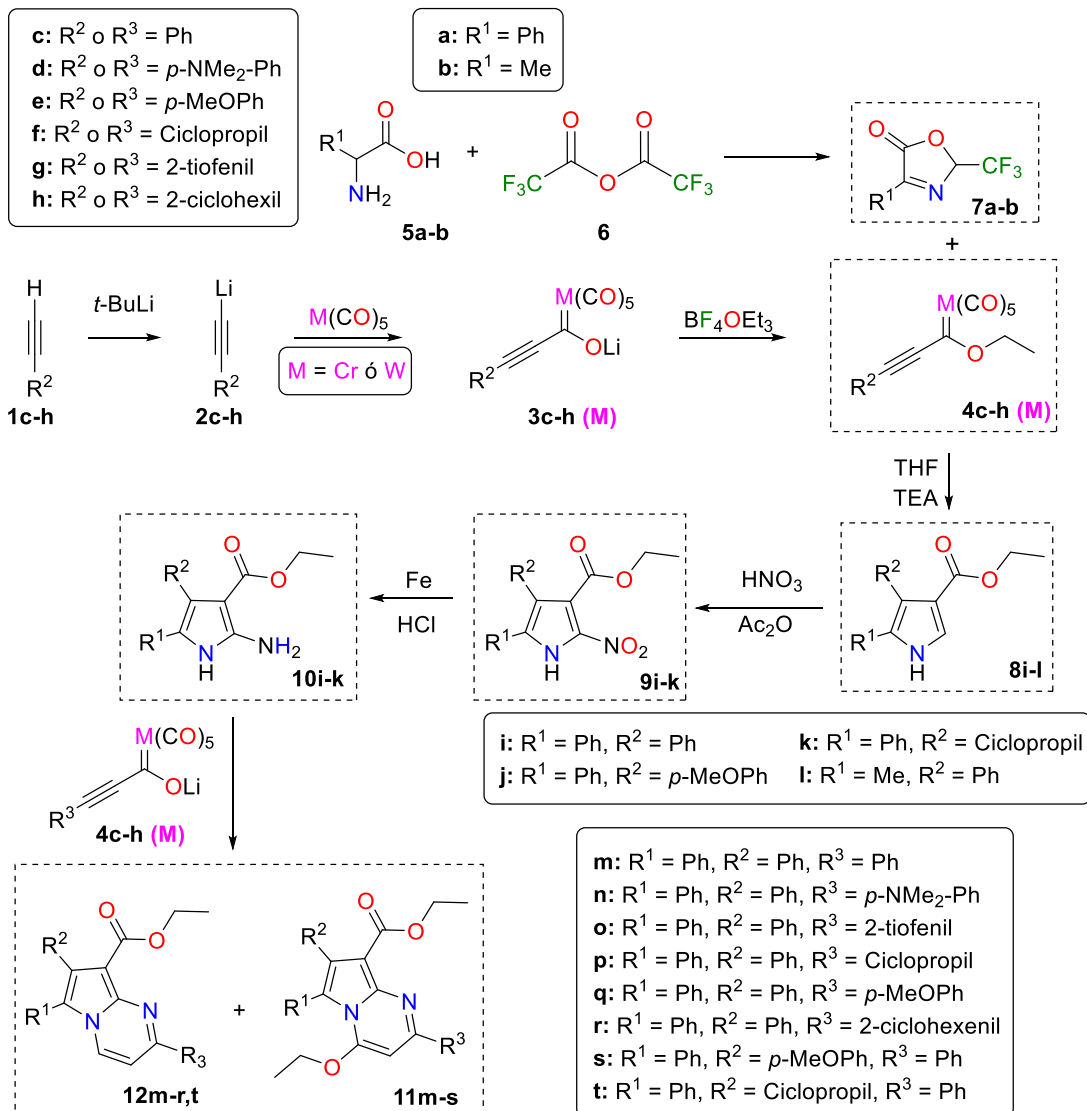 c: R² o R³ = Ph
d: R² o R³ = p-NMe₂-Ph
e: R² o R³ = p-MeOPh
f: R² o R³ = Ciclopropil
g: R² o R³ = 2-tiofenil
h: R² o R³ = 2-ciclohexil
a: R¹ = Ph
b: R¹ = Me
R¹ O OH NH₂
5a-b
+
O O F₃C O CF₃
6
O O CF₃ N R¹
7a-b
+
H
R²
1c-h
t-BuLi
Li
R²
2c-h
M(CO)₅
M = Cr ó W
M(CO)₅
OLi
R²
3c-h (M)
BF₄OEt₃
M(CO)₅
O
R²
4c-h (M)
THF
TEA
R² O O
R¹ N H
8i-l
HNO₃
Ac₂O
R² O O
R¹ N H NO₂
9i-k
Fe
HCl
R² O O
R¹ N H NH₂
10i-k
i: R¹ = Ph, R² = Ph
j: R¹ = Ph, R² = p-MeOPh
k: R¹ = Ph, R² = Ciclopropil
l: R¹ = Me, R² = Ph
M(CO)₅
OLi
R³
4c-h (M)
R² O O
R¹ N N R₃
12m-r,t
+
R² O O
R¹ N N R₃
O
11m-s
m: R¹ = Ph, R² = Ph, R³ = Ph
n: R¹ = Ph, R² = Ph, R³ = p-NMe₂-Ph
o: R¹ = Ph, R² = Ph, R³ = 2-tiofenil
p: R¹ = Ph, R² = Ph, R³ = Ciclopropil
q: R¹ = Ph, R² = Ph, R³ = p-MeOPh
r: R¹ = Ph, R² = Ph, R³ = 2-ciclohexenil
s: R¹ = Ph, R² = p-MeOPh, R³ = Ph
t: R¹ = Ph, R² = Ciclopropil, R³ = Ph